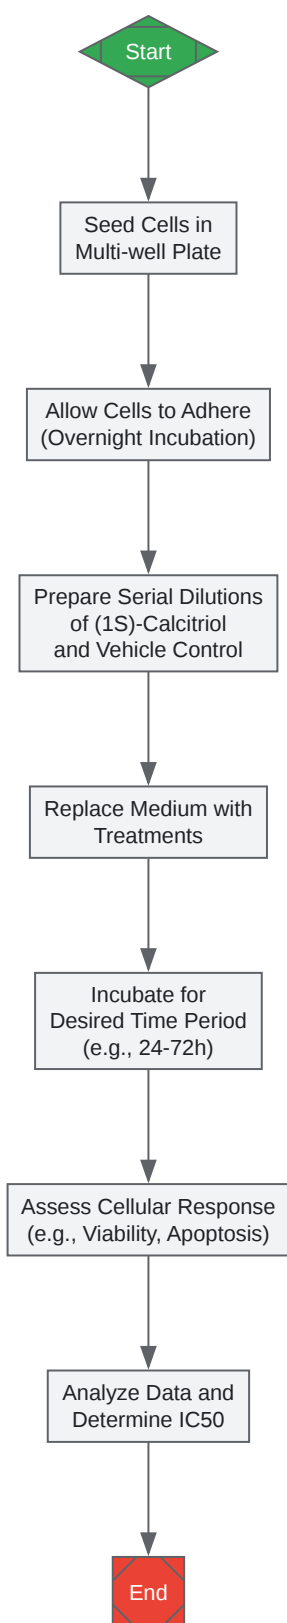 Start
Seed Cells in
Multi-well Plate
Allow Cells to Adhere
(Overnight Incubation)
Prepare Serial Dilutions
of (1S)-Calcitriol
and Vehicle Control
Replace Medium with
Treatments
Incubate for
Desired Time Period
(e.g., 24-72h)
Assess Cellular Response
(e.g., Viability, Apoptosis)
Analyze Data and
Determine IC50
End